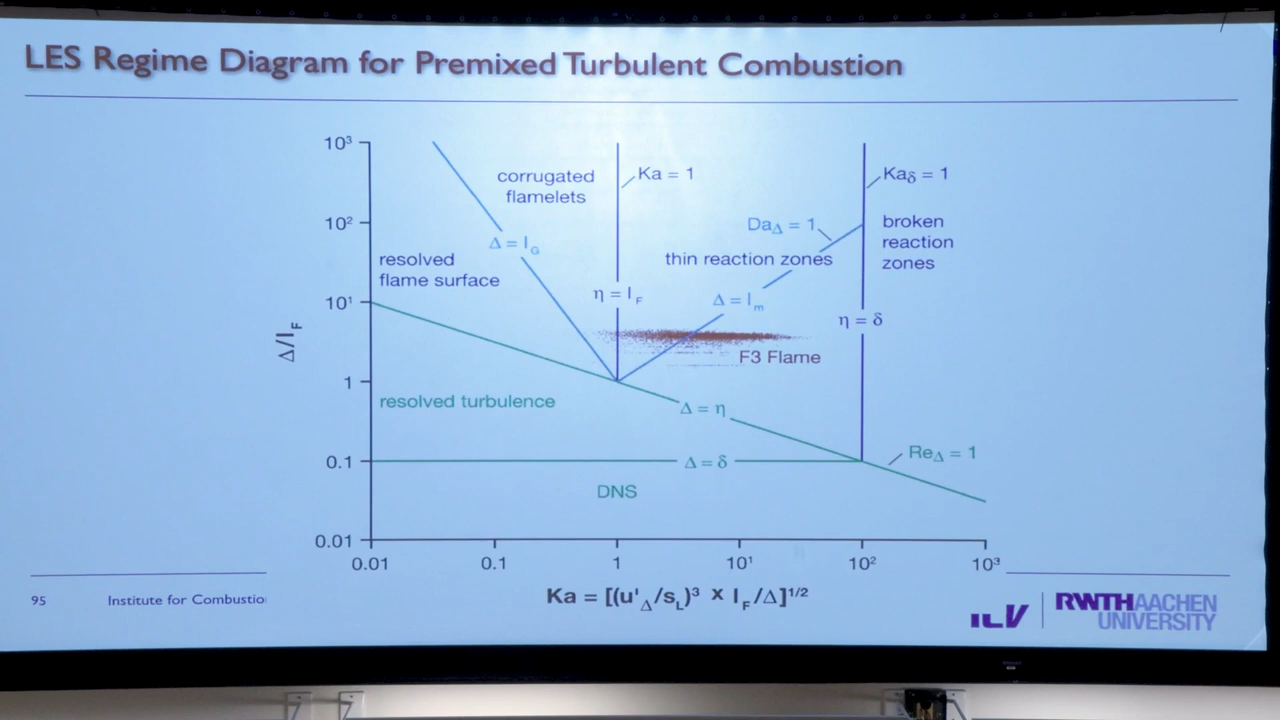 LES Regime Diagram for Premixed Turbulent Combustion
10³
10²
10¹
1
0.1
0.01
Δ/l_F
corrugated
flamelets
Ka = 1
Ka_δ = 1
Da_Δ = 1
broken
reaction
zones
Δ = l_G
resolved
flame surface
thin reaction zones
η = l_F
Δ = l_m
η = δ
F3 Flame
resolved turbulence
Δ = η
Re_Δ = 1
Δ = δ
DNS
0.01
0.1
1
10¹
10²
10³
Ka = [(u'_Δ/s_L)³ x l_F/Δ]^1/2
95
Institute for Combustio
RWTH AACHEN
UNIVERSITY